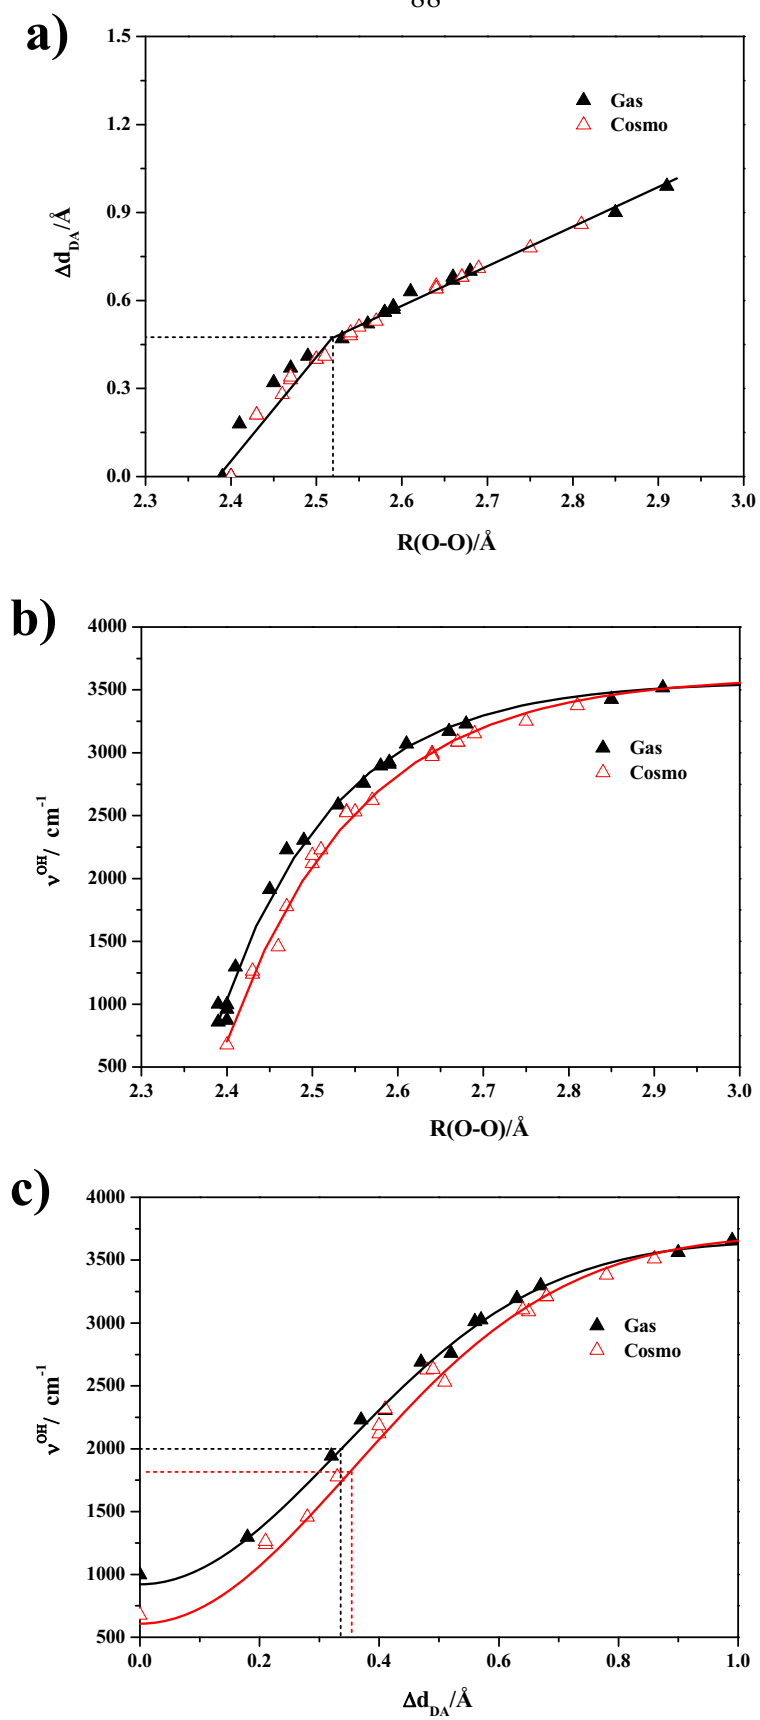 88
a)
1.5
1.2
0.9
0.6
0.3
0.0
Δd_DA/Å
Gas
Cosmo
2.3 2.4 2.5 2.6 2.7 2.8 2.9 3.0
R(O-O)/Å
b)
4000
3500
3000
2500
2000
1500
1000
500
ν^OH/ cm^-1
Gas
Cosmo
2.3 2.4 2.5 2.6 2.7 2.8 2.9 3.0
R(O-O)/Å
c)
4000
3500
3000
2500
2000
1500
1000
500
ν^OH/ cm^-1
Gas
Cosmo
0.0 0.2 0.4 0.6 0.8 1.0
Δd_DA/Å